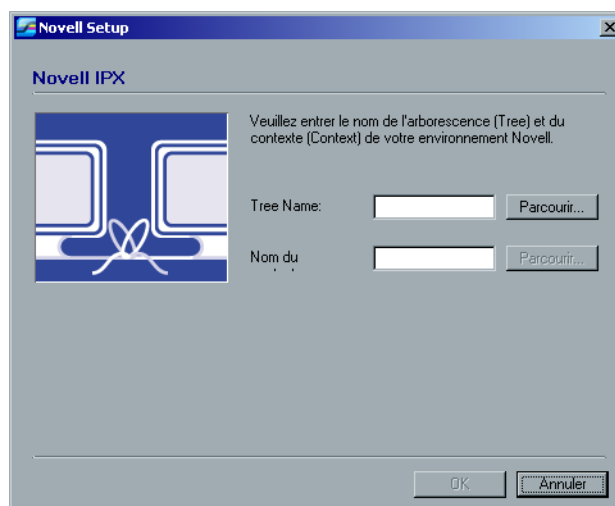 Novell Setup
Novell IPX
Veuillez entrer le nom de l'arborescence (Tree) et du
contexte (Context) de votre environnement Novell.
Tree Name:
Parcourir...
Nom du
Parcourir...
OK
Annuler